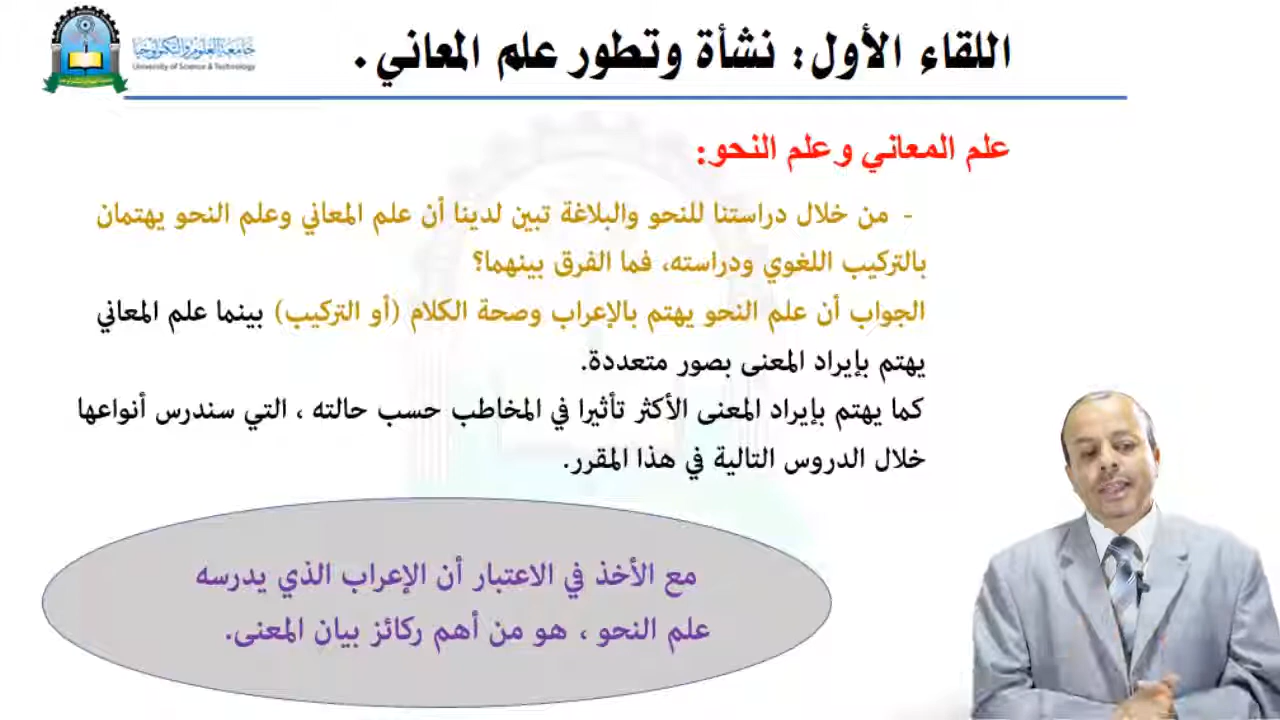 جامعة العلوم والتكنولوجيا
University of Science & Technology
اللقاء الأول: نشأة وتطور علم المعاني.
علم المعاني وعلم النحو:
- من خلال دراستنا للنحو والبلاغة تبين لدينا أن علم المعاني وعلم النحو يهتمان
بالتركيب اللغوي ودراسته، فما الفرق بينهما؟
الجواب أن علم النحو يهتم بالإعراب وصحة الكلام (أو التركيب) بينما علم المعاني
يهتم بإيراد المعنى بصور متعددة.
كما يهتم بإيراد المعنى الأكثر تأثيرا في المخاطب حسب حالته ، التي سندرس أنواعها
خلال الدروس التالية في هذا المقرر.
مع الأخذ في الاعتبار أن الإعراب الذي يدرسه
علم النحو ، هو من أهم ركائز بيان المعنى.